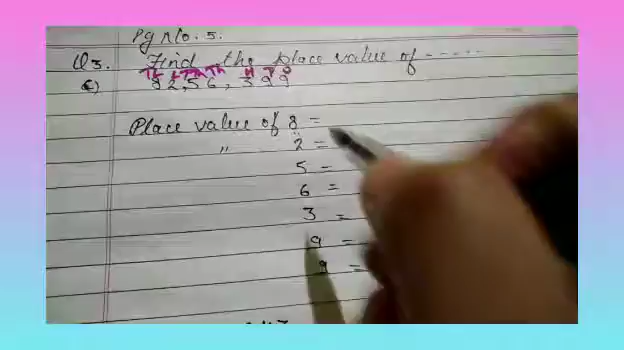 Pg No. 5.
Q3. Find the place value of -----
TL L TTh Th H T O
c) 82,56,399
Place value of 8 =
" 2 =
5 =
6 =
3 =
9 =
9 =